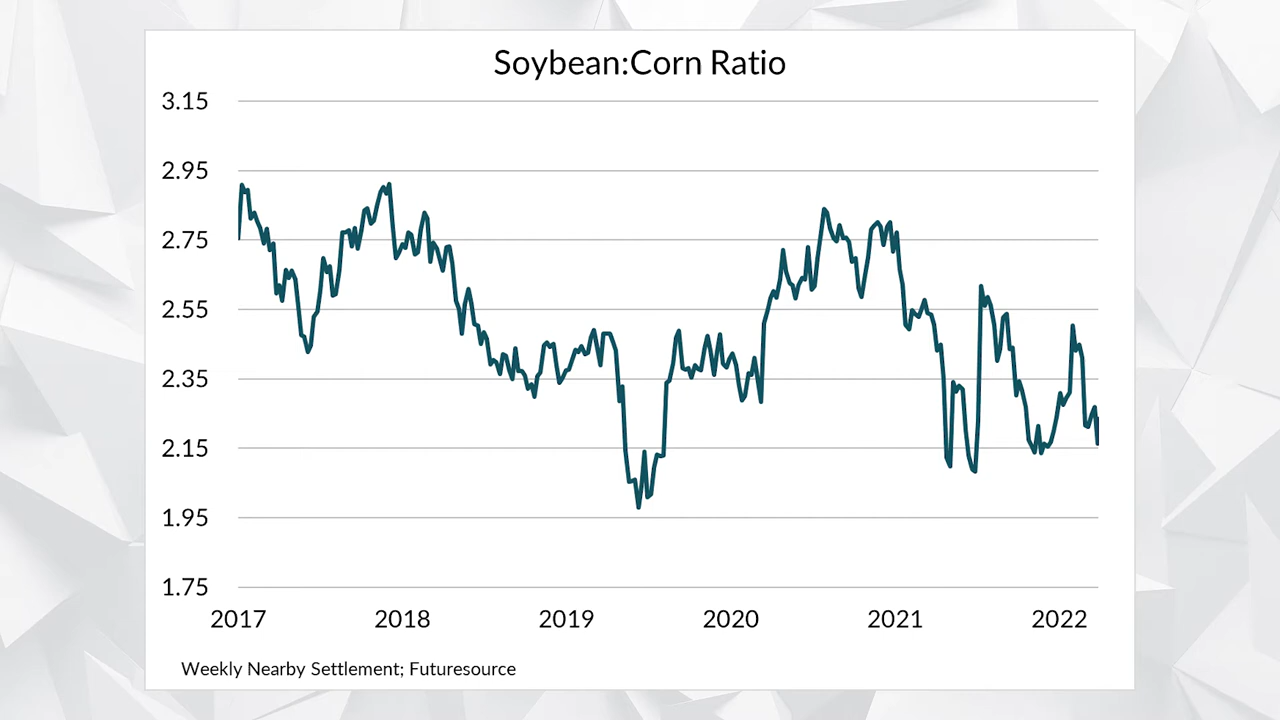 Soybean:Corn Ratio
3.15
2.95
2.75
2.55
2.35
2.15
1.95
1.75
2017 2018 2019 2020 2021 2022
Weekly Nearby Settlement; Futuresource